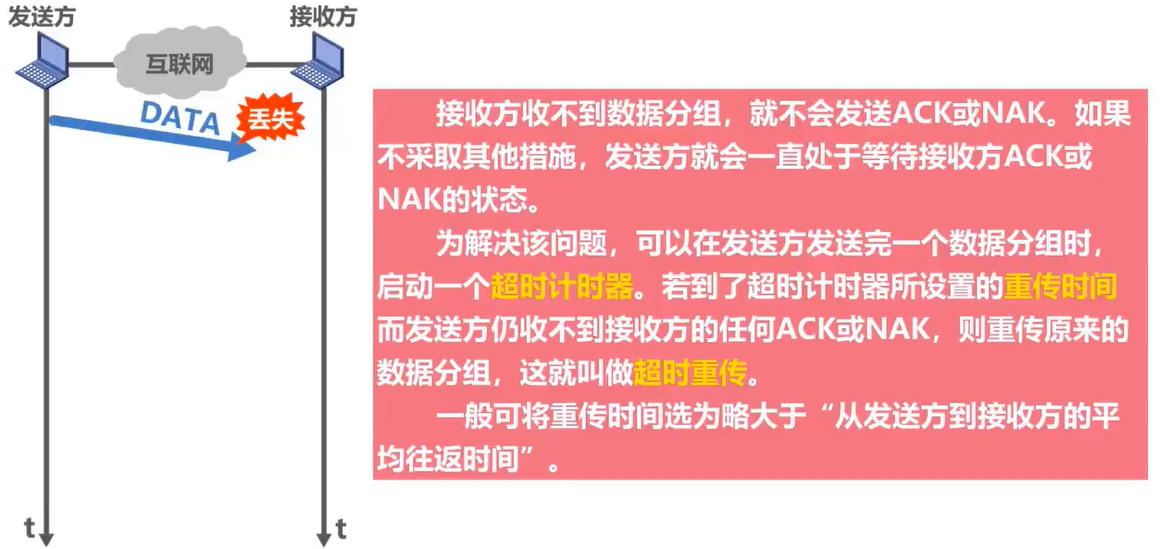 发送方
接收方
互联网
DATA
丢失
t
t
接收方收不到数据分组，就不会发送ACK或NAK。如果
不采取其他措施，发送方就会一直处于等待接收方ACK或
NAK的状态。
为解决该问题，可以在发送方发送完一个数据分组时，
启动一个超时计时器。若到了超时计时器所设置的重传时间
而发送方仍收不到接收方的任何ACK或NAK，则重传原来的
数据分组，这就叫做超时重传。
一般可将重传时间选为略大于“从发送方到接收方的平
均往返时间”。